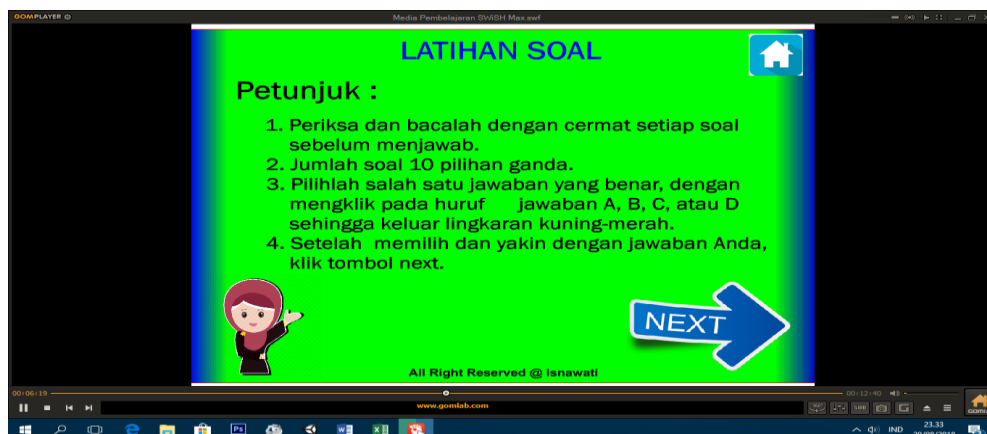 GOMPLAYER
Media Pembelajaran SWiSH Max.swf
LATIHAN SOAL
Petunjuk :
1. Periksa dan bacalah dengan cermat setiap soal
sebelum menjawab.
2. Jumlah soal 10 pilihan ganda.
3. Pilihlah salah satu jawaban yang benar, dengan
mengklik pada huruf jawaban A, B, C, atau D
sehingga keluar lingkaran kuning-merah.
4. Setelah memilih dan yakin dengan jawaban Anda,
klik tombol next.
NEXT
All Right Reserved @ Isnawati
00:06:19
00:12:40
www.gomlab.com
IND
23.33